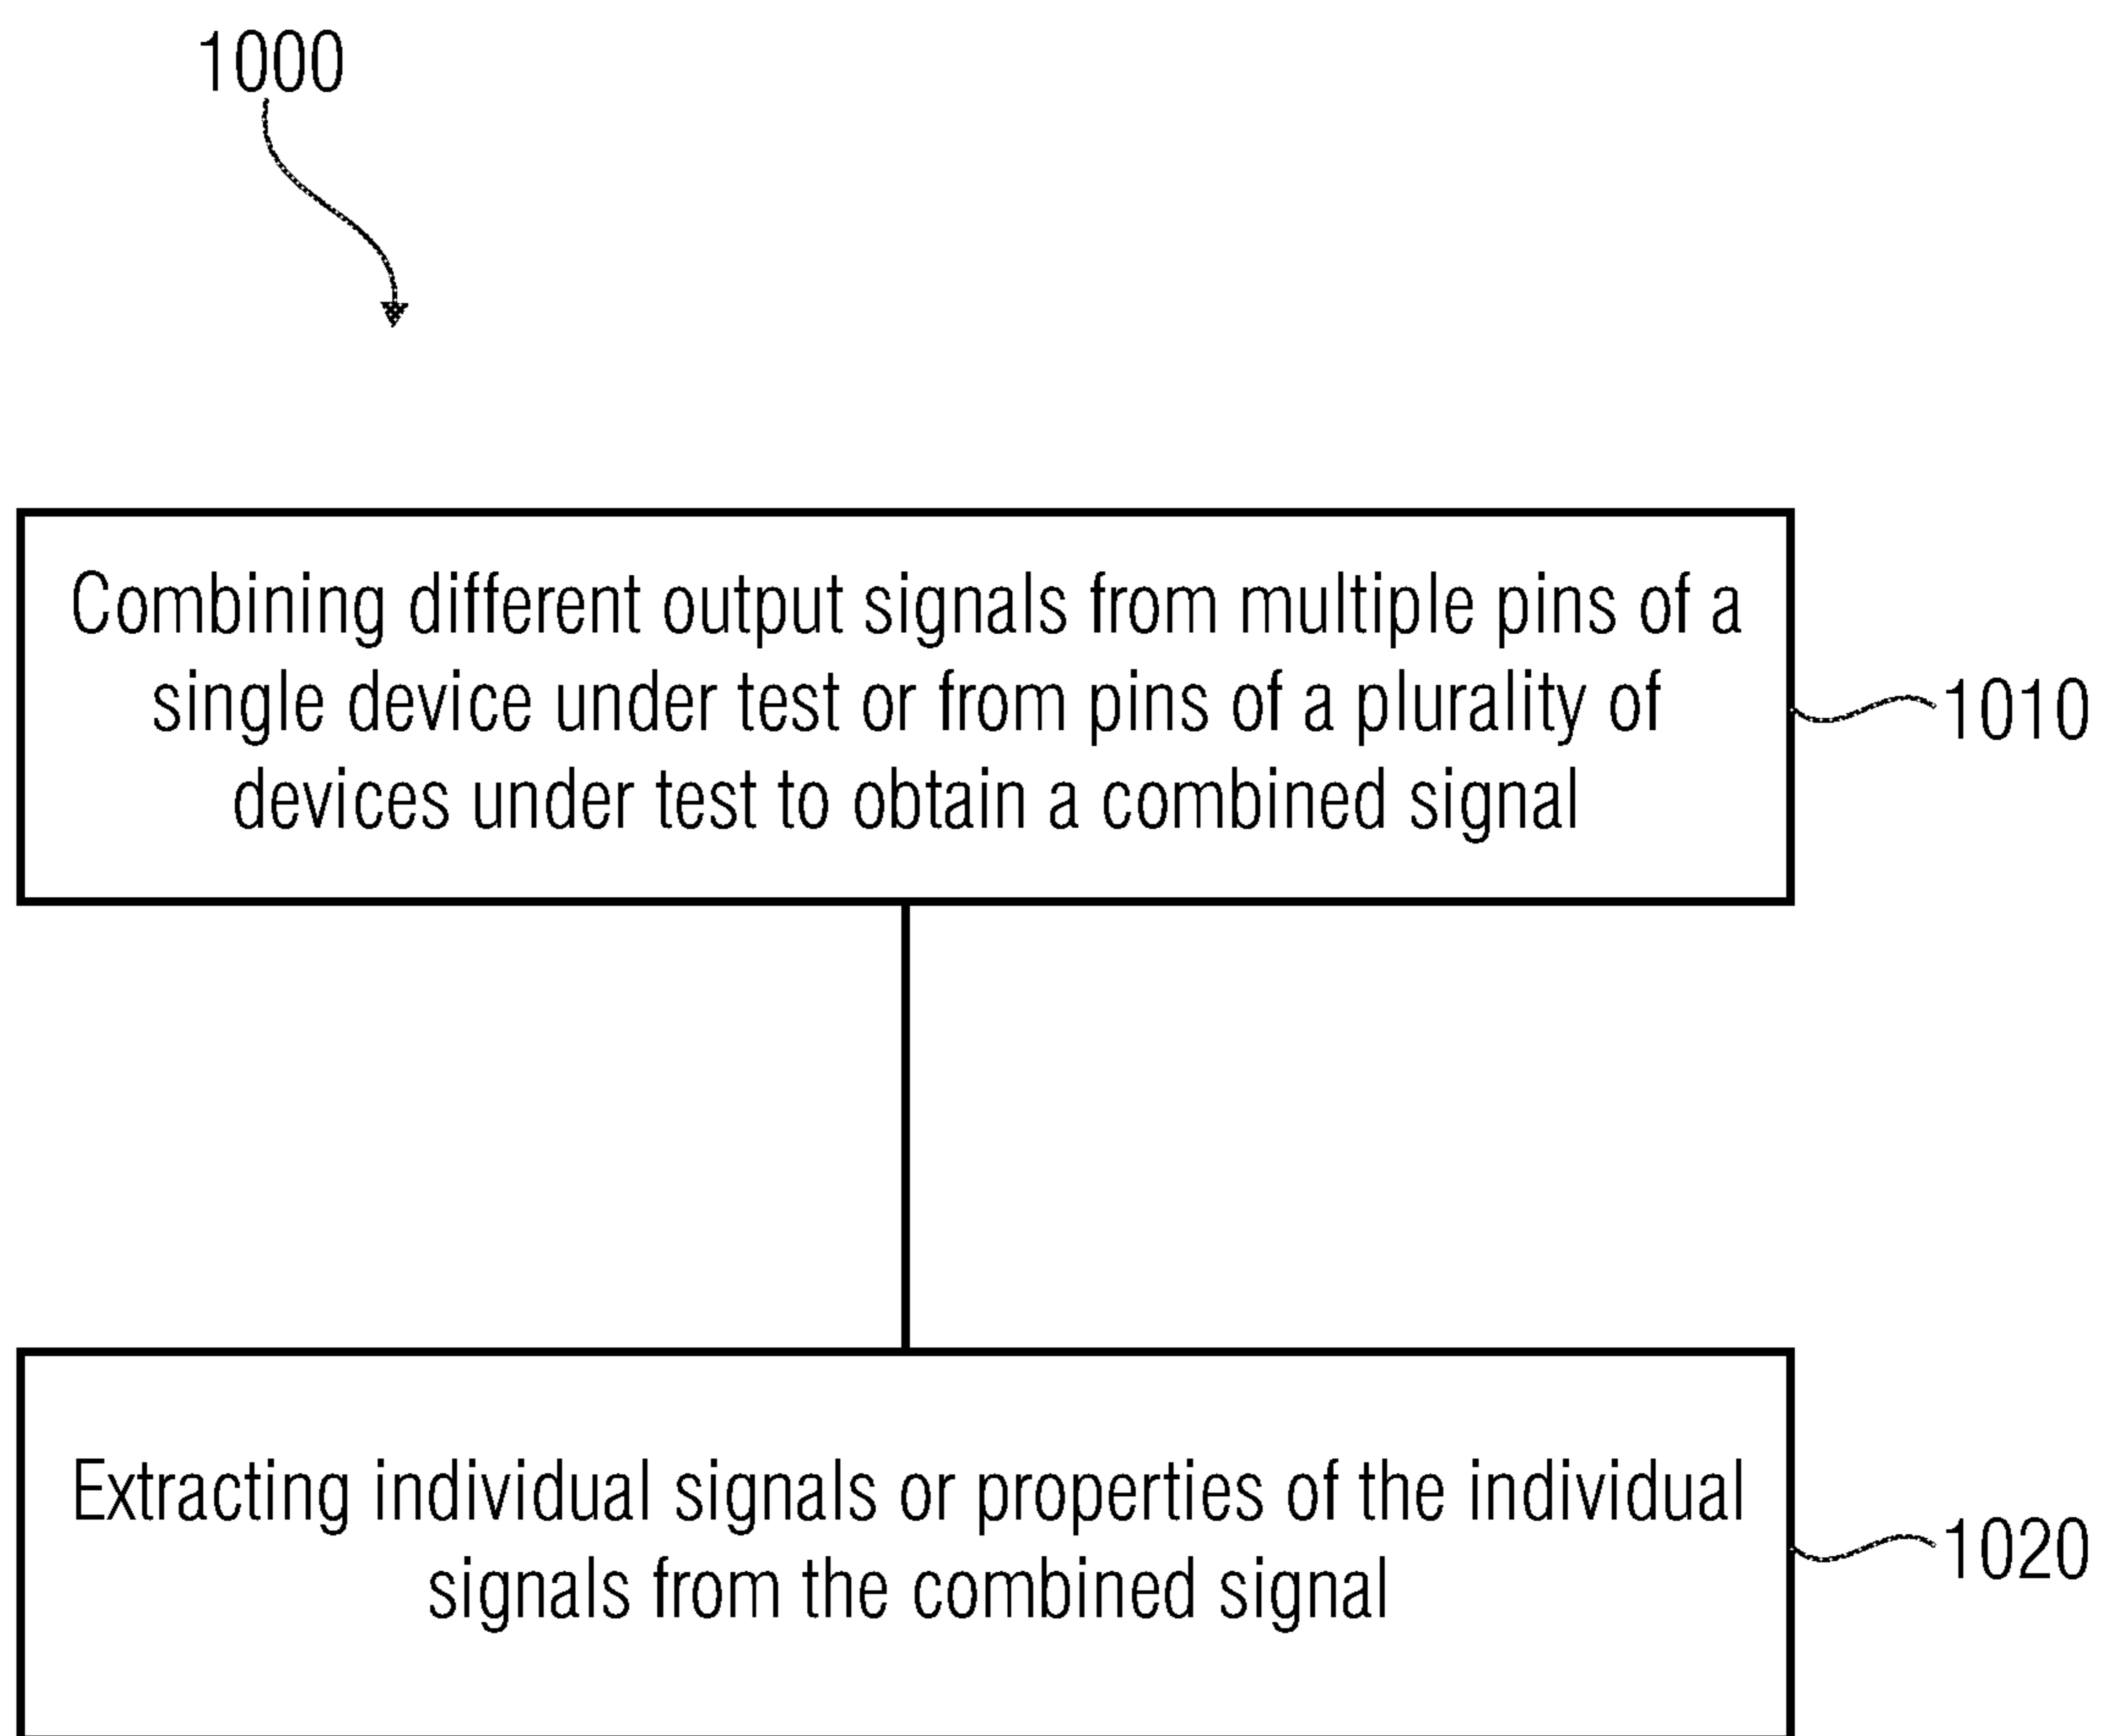 1000
Combining different output signals from multiple pins of a
single device under test or from pins of a plurality of
devices under test to obtain a combined signal
1010
Extracting individual signals or properties of the individual
signals from the combined signal
1020